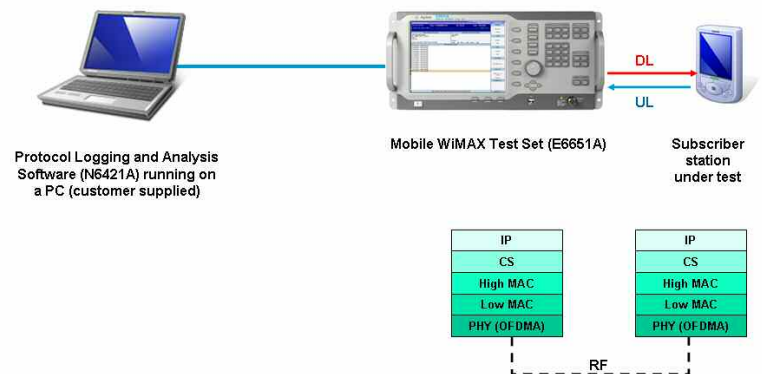 DL
UL
Mobile WiMAX Test Set (E6651A)
Subscriber
station
under test
Protocol Logging and Analysis
Software (N6421A) running on
a PC (customer supplied)
IP
CS
High MAC
Low MAC
PHY (OFDMA)
IP
CS
High MAC
Low MAC
PHY (OFDMA)
RF